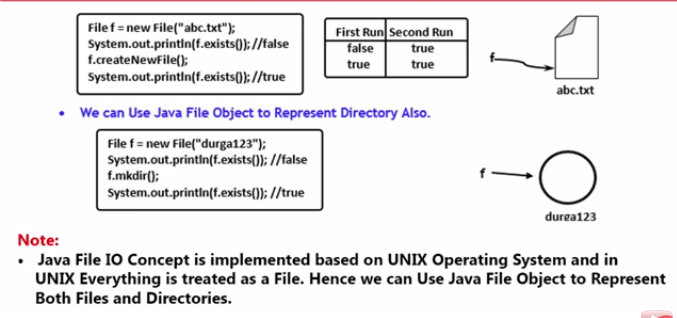 File f = new File("abc.txt");
System.out.println(f.exists()); //false
f.createNewFile();
System.out.println(f.exists()); //true
First Run Second Run
false true
true true
f
abc.txt
• We can Use Java File Object to Represent Directory Also.
File f = new File("durga123");
System.out.println(f.exists()); //false
f.mkdir();
System.out.println(f.exists()); //true
f
durga123
Note:
• Java File IO Concept is implemented based on UNIX Operating System and in
UNIX Everything is treated as a File. Hence we can Use Java File Object to Represent
Both Files and Directories.